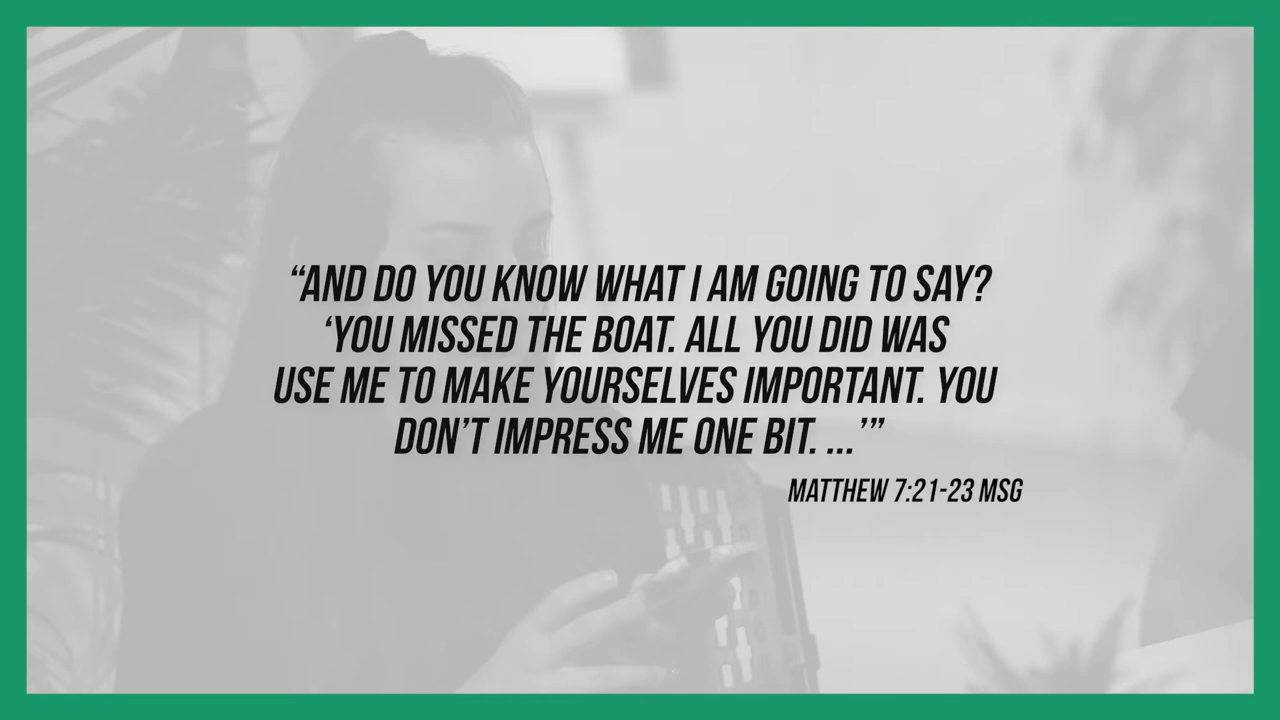 “AND DO YOU KNOW WHAT I AM GOING TO SAY?
‘YOU MISSED THE BOAT. ALL YOU DID WAS
USE ME TO MAKE YOURSELVES IMPORTANT. YOU
DON’T IMPRESS ME ONE BIT. ...’”
MATTHEW 7:21-23 MSG